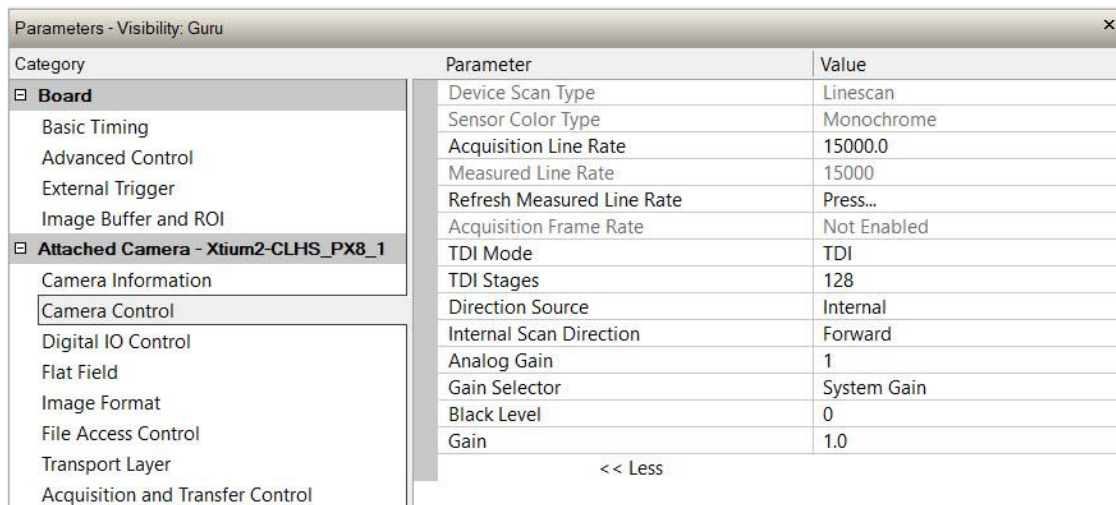 Parameters - Visibility: Guru
Category
Board
Basic Timing
Advanced Control
External Trigger
Image Buffer and ROI
Attached Camera - Xtium2-CLHS_PX8_1
Camera Information
Camera Control
Digital IO Control
Flat Field
Image Format
File Access Control
Transport Layer
Acquisition and Transfer Control
Parameter Value
Device Scan Type Linescan
Sensor Color Type Monochrome
Acquisition Line Rate 15000.0
Measured Line Rate 15000
Refresh Measured Line Rate Press...
Acquisition Frame Rate Not Enabled
TDI Mode TDI
TDI Stages 128
Direction Source Internal
Internal Scan Direction Forward
Analog Gain 1
Gain Selector System Gain
Black Level 0
Gain 1.0
<< Less